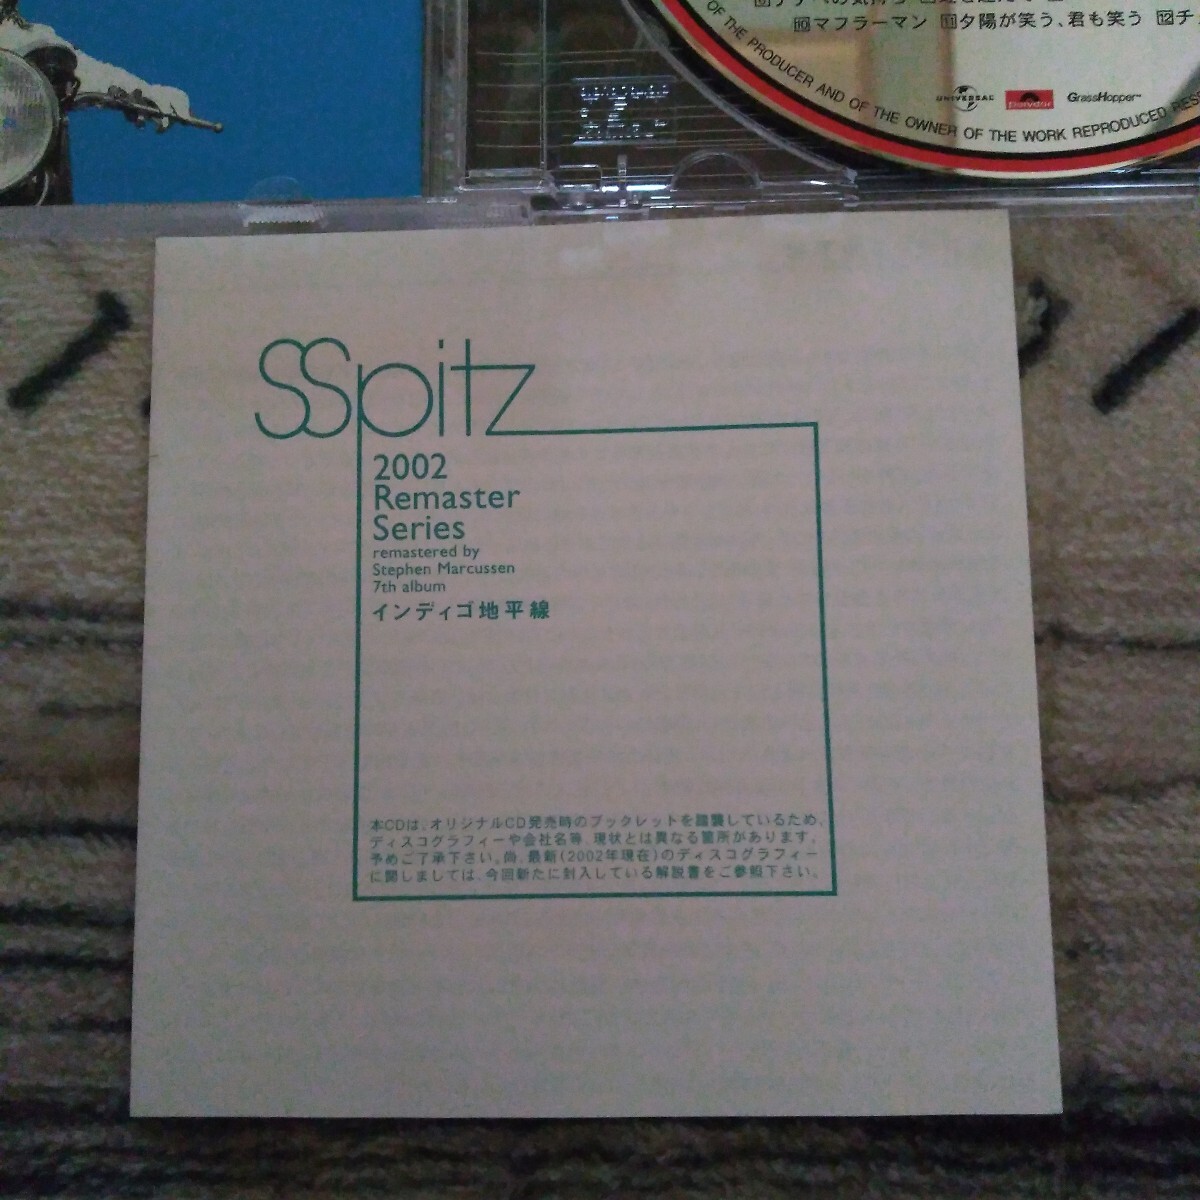 ⑩マフラーマン ⑪夕陽が笑う、君も笑う ⑫チ
OF THE PRODUCER AND OF THE OWNER OF THE WORK REPRODUCED
UNIVERSAL Polydor GrassHopper™
SSpitz
2002
Remaster
Series
remastered by
Stephen Marcussen
7th album
インディゴ地平線
本CDは、オリジナルCD発売時のブックレットを踏襲しているため、
ディスコグラフィーや会社名等、現状とは異なる箇所があります。
予めご了承下さい。尚、最新(2002年現在)のディスコグラフィー
に関しましては、今回新たに封入している解説書をご参照下さい。